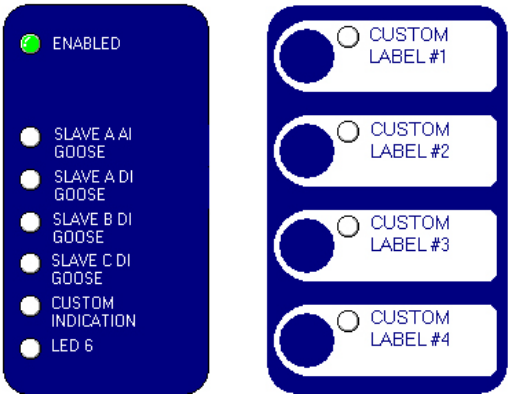 ENABLED
SLAVE A AI
GOOSE
SLAVE A DI
GOOSE
SLAVE B DI
GOOSE
SLAVE C DI
GOOSE
CUSTOM
INDICATION
LED 6
CUSTOM
LABEL #1
CUSTOM
LABEL #2
CUSTOM
LABEL #3
CUSTOM
LABEL #4